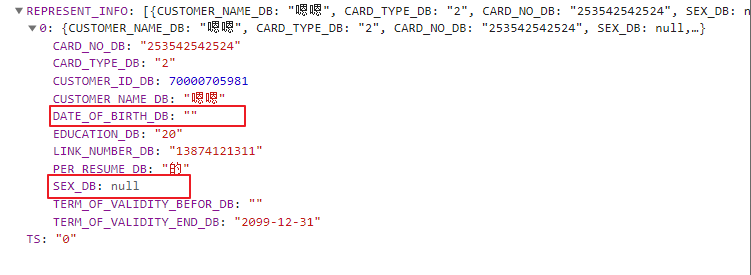 ▼REPRESENT_INFO: [{CUSTOMER_NAME_DB: "嗯嗯", CARD_TYPE_DB: "2", CARD_NO_DB: "253542542524", SEX_DB: n
▼0: {CUSTOMER_NAME_DB: "嗯嗯", CARD_TYPE_DB: "2", CARD_NO_DB: "253542542524", SEX_DB: null,…}
CARD_NO_DB: "253542542524"
CARD_TYPE_DB: "2"
CUSTOMER_ID_DB: 70000705981
CUSTOMER_NAME_DB: "嗯嗯"
DATE_OF_BIRTH_DB: ""
EDUCATION_DB: "20"
LINK_NUMBER_DB: "13874121311"
PER_RESUME_DB: "的"
SEX_DB: null
TERM_OF_VALIDITY_BEFOR_DB: ""
TERM_OF_VALIDITY_END_DB: "2099-12-31"
TS: "0"